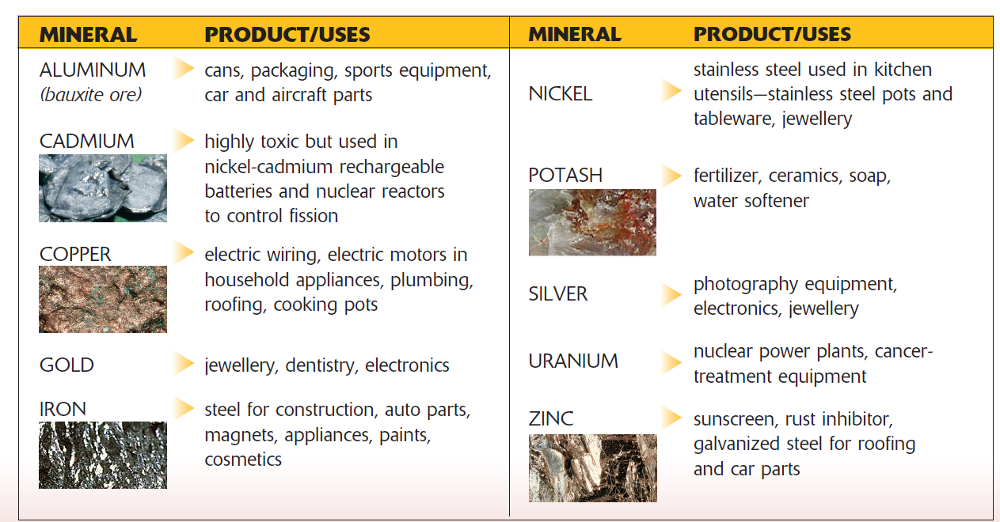 MINERAL PRODUCT/USES
ALUMINUM
(bauxite ore)
cans, packaging, sports equipment,
car and aircraft parts
CADMIUM
highly toxic but used in
nickel-cadmium rechargeable
batteries and nuclear reactors
to control fission
COPPER
electric wiring, electric motors in
household appliances, plumbing,
roofing, cooking pots
GOLD
jewellery, dentistry, electronics
IRON
steel for construction, auto parts,
magnets, appliances, paints,
cosmetics
MINERAL PRODUCT/USES
NICKEL
stainless steel used in kitchen
utensils—stainless steel pots and
tableware, jewellery
POTASH
fertilizer, ceramics, soap,
water softener
SILVER
photography equipment,
electronics, jewellery
URANIUM
nuclear power plants, cancer-
treatment equipment
ZINC
sunscreen, rust inhibitor,
galvanized steel for roofing
and car parts